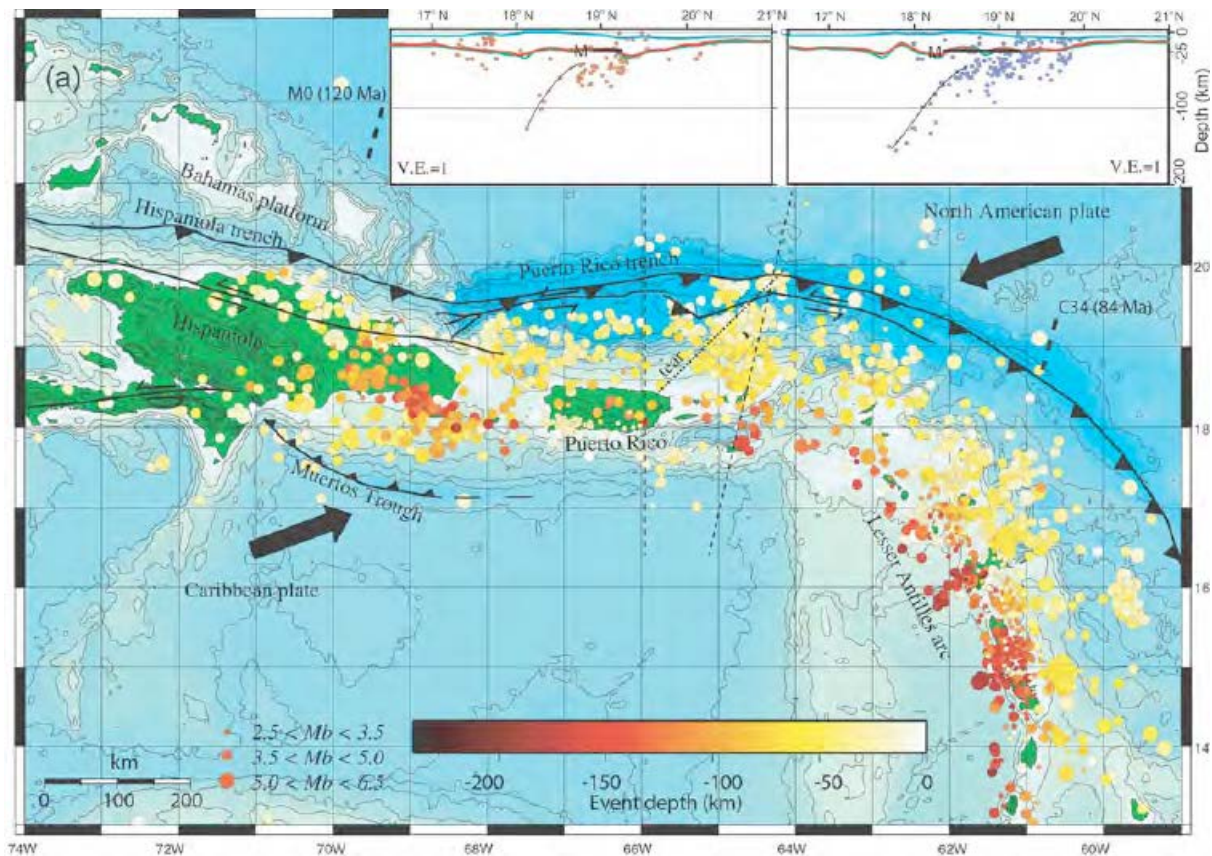 17°N 18°N 19°N 20°N 21°N 17°N 18°N 19°N 20°N 21°N
(a)
M0 (120 Ma)
M
M
0
-25
-100
200
Depth (km)
V.E.=1
V.E.=1
Bahamas platform
Hispaniola trench
North American plate
Puerto Rico trench
20
C34 (84 Ma)
Hispaniola
19
tear
18
Puerto Rico
Muertos Trough
17
Lesser Antilles arc
Caribbean plate
16
15
2.5 < Mb < 3.5
3.5 < Mb < 5.0
5.0 < Mb < 6.5
14
km
0 100 200
-200 -150 -100 -50 0
Event depth (km)
74W 72W 70W 68W 66W 64W 62W 60W